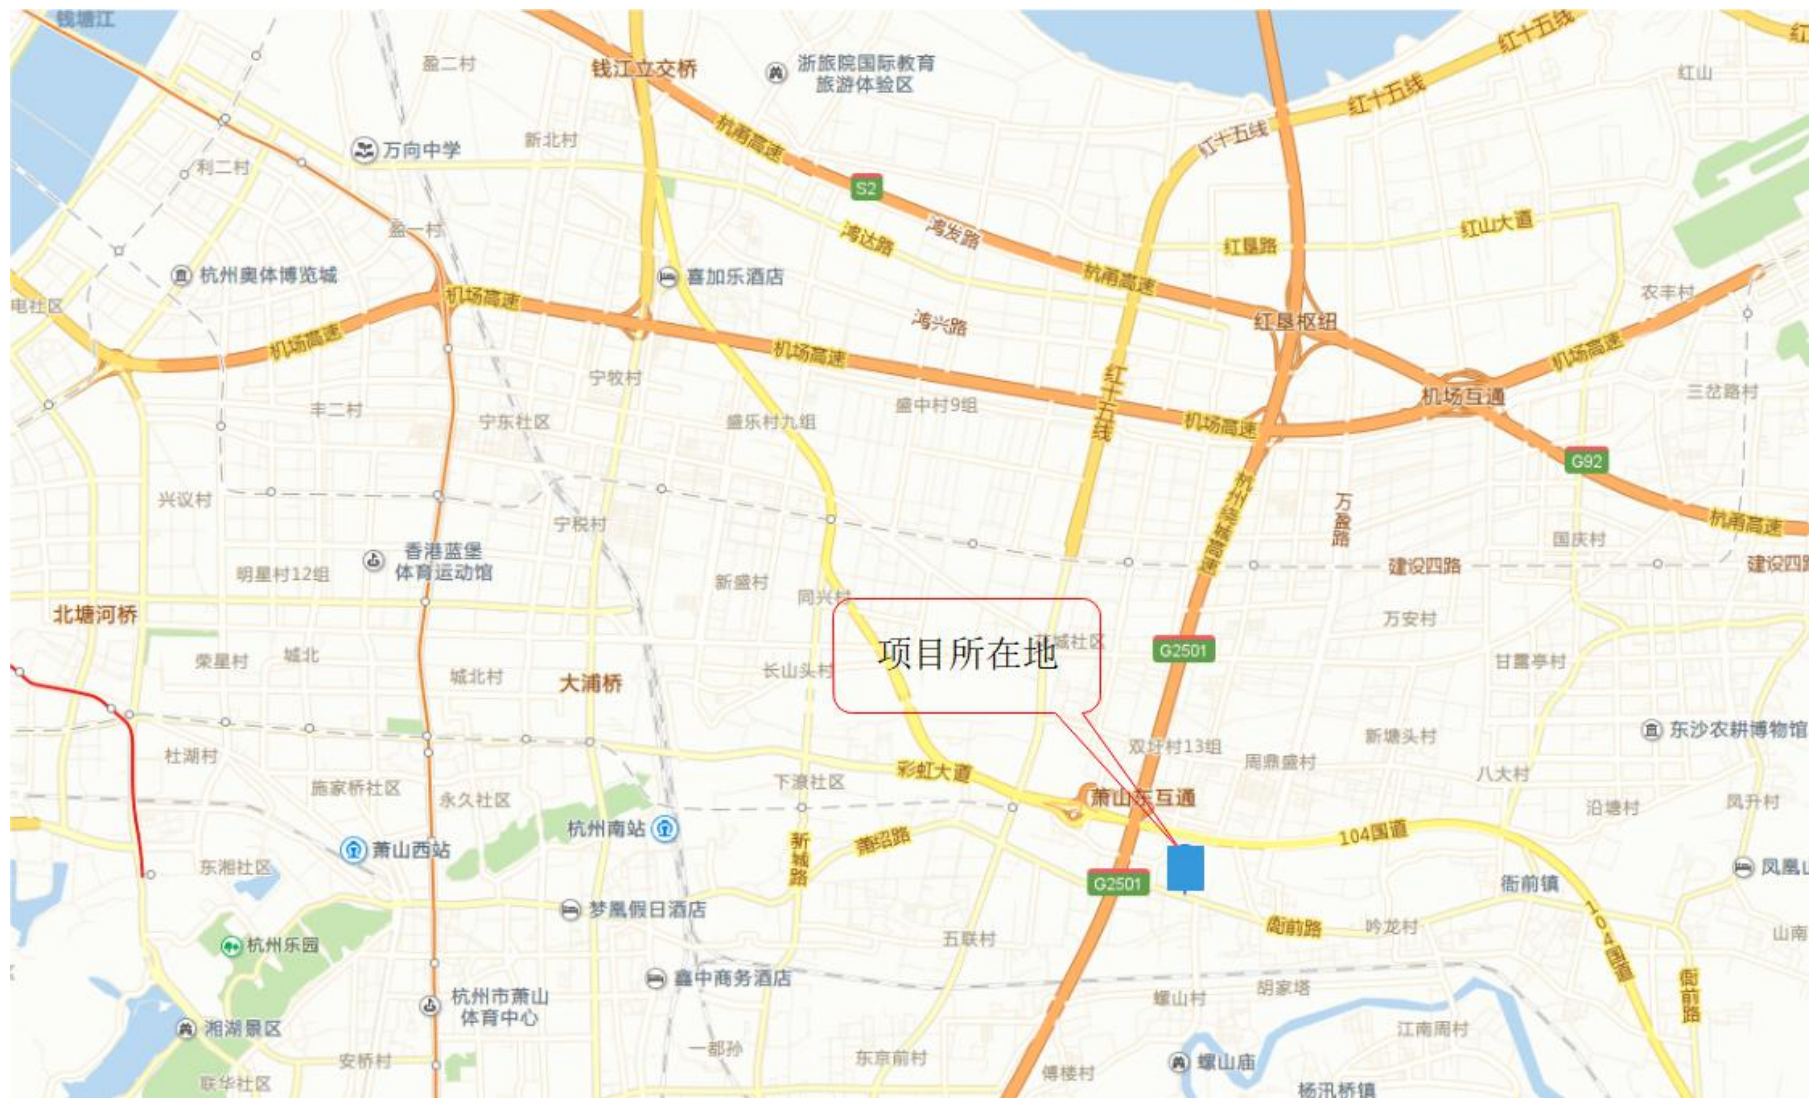 钱塘江
盈二村
钱江立交桥
浙旅院国际教育
旅游体验区
红十五线
红十五线
红山
红
杭甬高速
红十五线
新北村
万向中学
利二村
S2
盈一村
鸿达路
鸿发路
红垦路
红山大道
杭州奥体博览城
喜加乐酒店
杭甬高速
电社区
机场高速
农丰村
机场高速
鸿兴路
红垦枢纽
机场高速
机场高速
宁牧村
红十五线
机场互通
三岔路村
丰二村
宁东社区
盛乐村九组
盛中村9组
机场高速
G92
兴议村
宁税村
杭州绕城高速
万盈路
杭甬高速
国庆村
香港蓝堡
体育运动馆
明星村12组
新盛村
建设四路
建设四路
同兴村
北塘河桥
万安村
项目所在地
花城社区
G2501
荣星村
城北
城北村
大浦桥
长山头村
甘露亭村
杜湖村
双圩村13组
新塘头村
东沙农耕博物馆
彩虹大道
周鼎盛村
八大村
施家桥社区
永久社区
下浪社区
萧山东互通
沿塘村
凤升村
杭州南站
萧绍路
104国道
萧山西站
新城路
东湘社区
G2501
衙前镇
凤凰山
梦凰假日酒店
衙前路
吟龙村
104国道
杭州乐园
五联村
山南
鑫中商务酒店
胡家塔
螺山村
衙前路
杭州市萧山
体育中心
湘湖景区
江南周村
安桥村
一都孙
东京前村
傅楼村
螺山庙
联华社区
杨汛桥镇